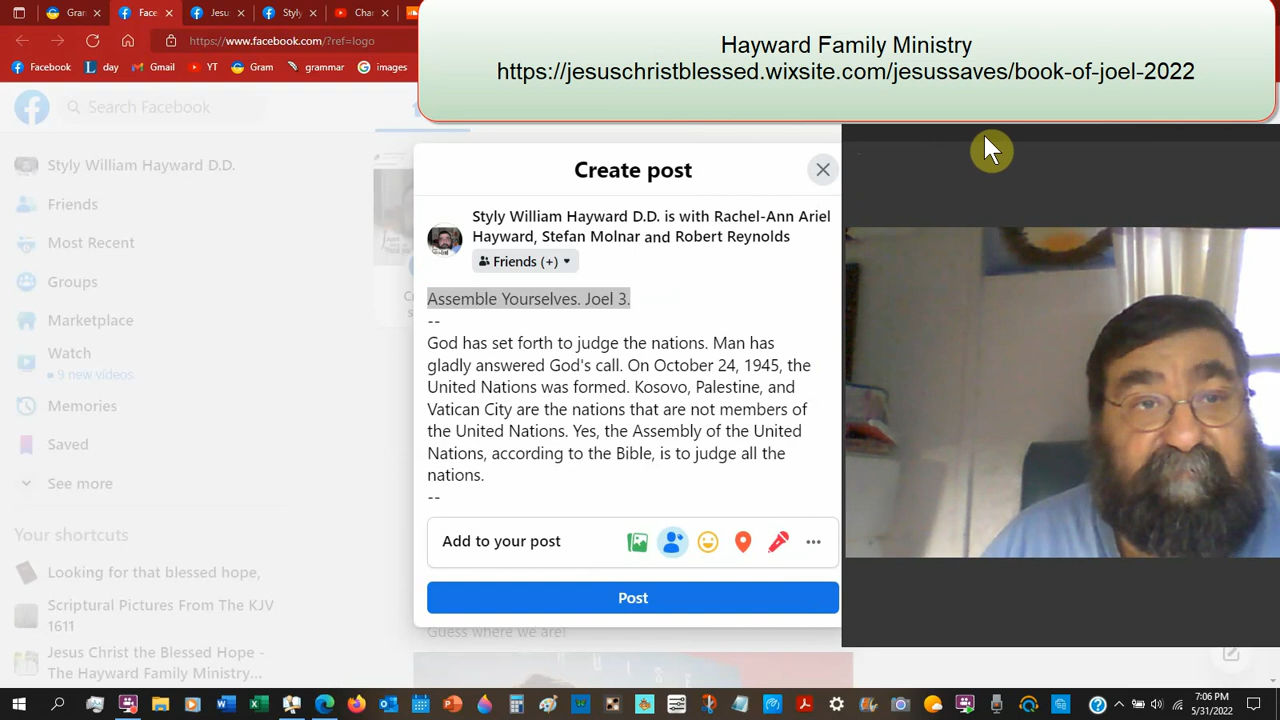 Gran
Face
Jesu
Styly
Chan
Hayward Family Ministry
https://jesuschristblessed.wixsite.com/jesussaves/book-of-joel-2022
https://www.facebook.com/?ref=logo
Facebook
day
Gmail
YT
Gram
grammar
images
Search Facebook
Styly William Hayward D.D.
Friends
Most Recent
Groups
Marketplace
Watch
9 new videos
Memories
Saved
See more
Your shortcuts
Looking for that blessed hope,
Scriptural Pictures From The KJV
1611
Jesus Christ the Blessed Hope -
The Hayward Family Ministry...
Create post
Styly William Hayward D.D. is with Rachel-Ann Ariel
Hayward, Stefan Molnar and Robert Reynolds
Friends (+)
Assemble Yourselves. Joel 3.
--
God has set forth to judge the nations. Man has
gladly answered God's call. On October 24, 1945, the
United Nations was formed. Kosovo, Palestine, and
Vatican City are the nations that are not members of
the United Nations. Yes, the Assembly of the United
Nations, according to the Bible, is to judge all the
nations.
--
Add to your post
Post
Guess where we are!
7:06 PM
5/31/2022